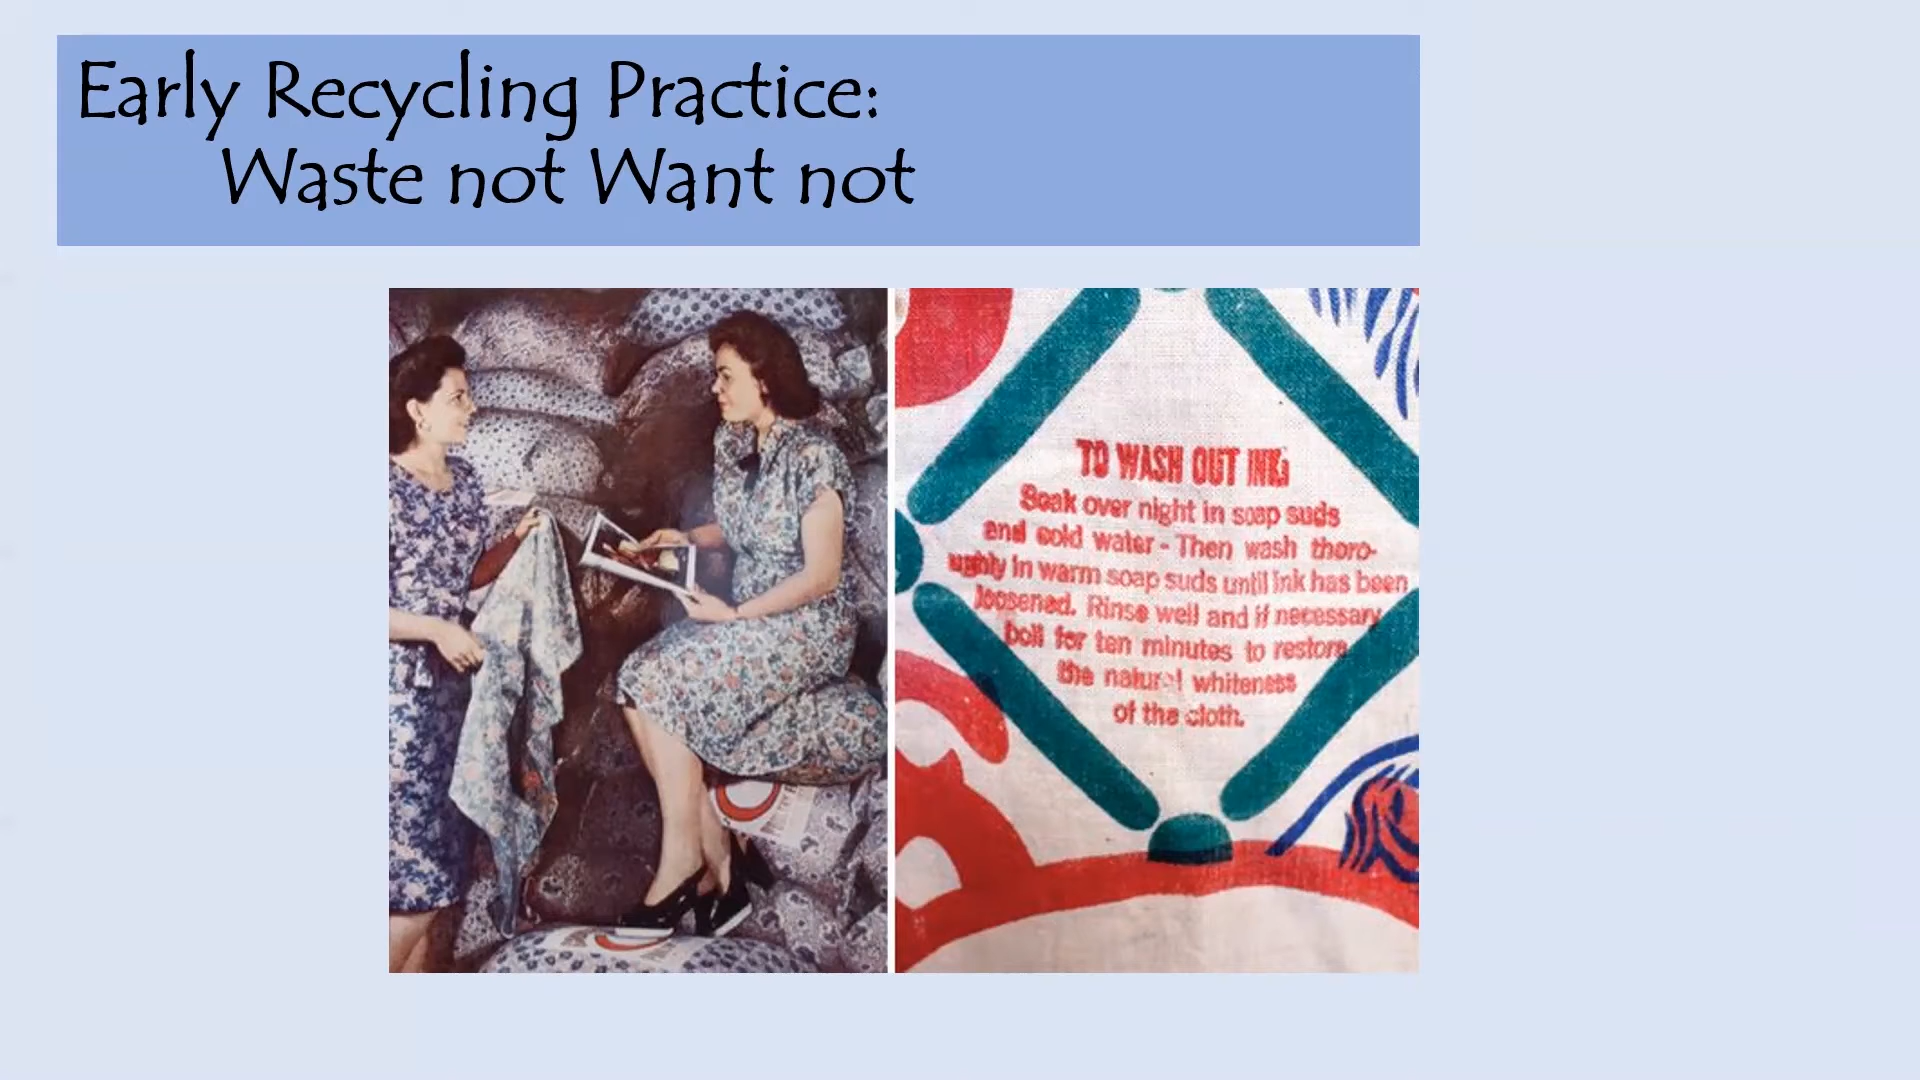 Early Recycling Practice:
Waste not Want not
TO WASH OUT INK:
Soak over night in soap suds
and cold water - Then wash thoro-
ughly in warm soap suds until ink has been
loosened. Rinse well and if necessary
boil for ten minutes to restore
the natural whiteness
of the cloth.